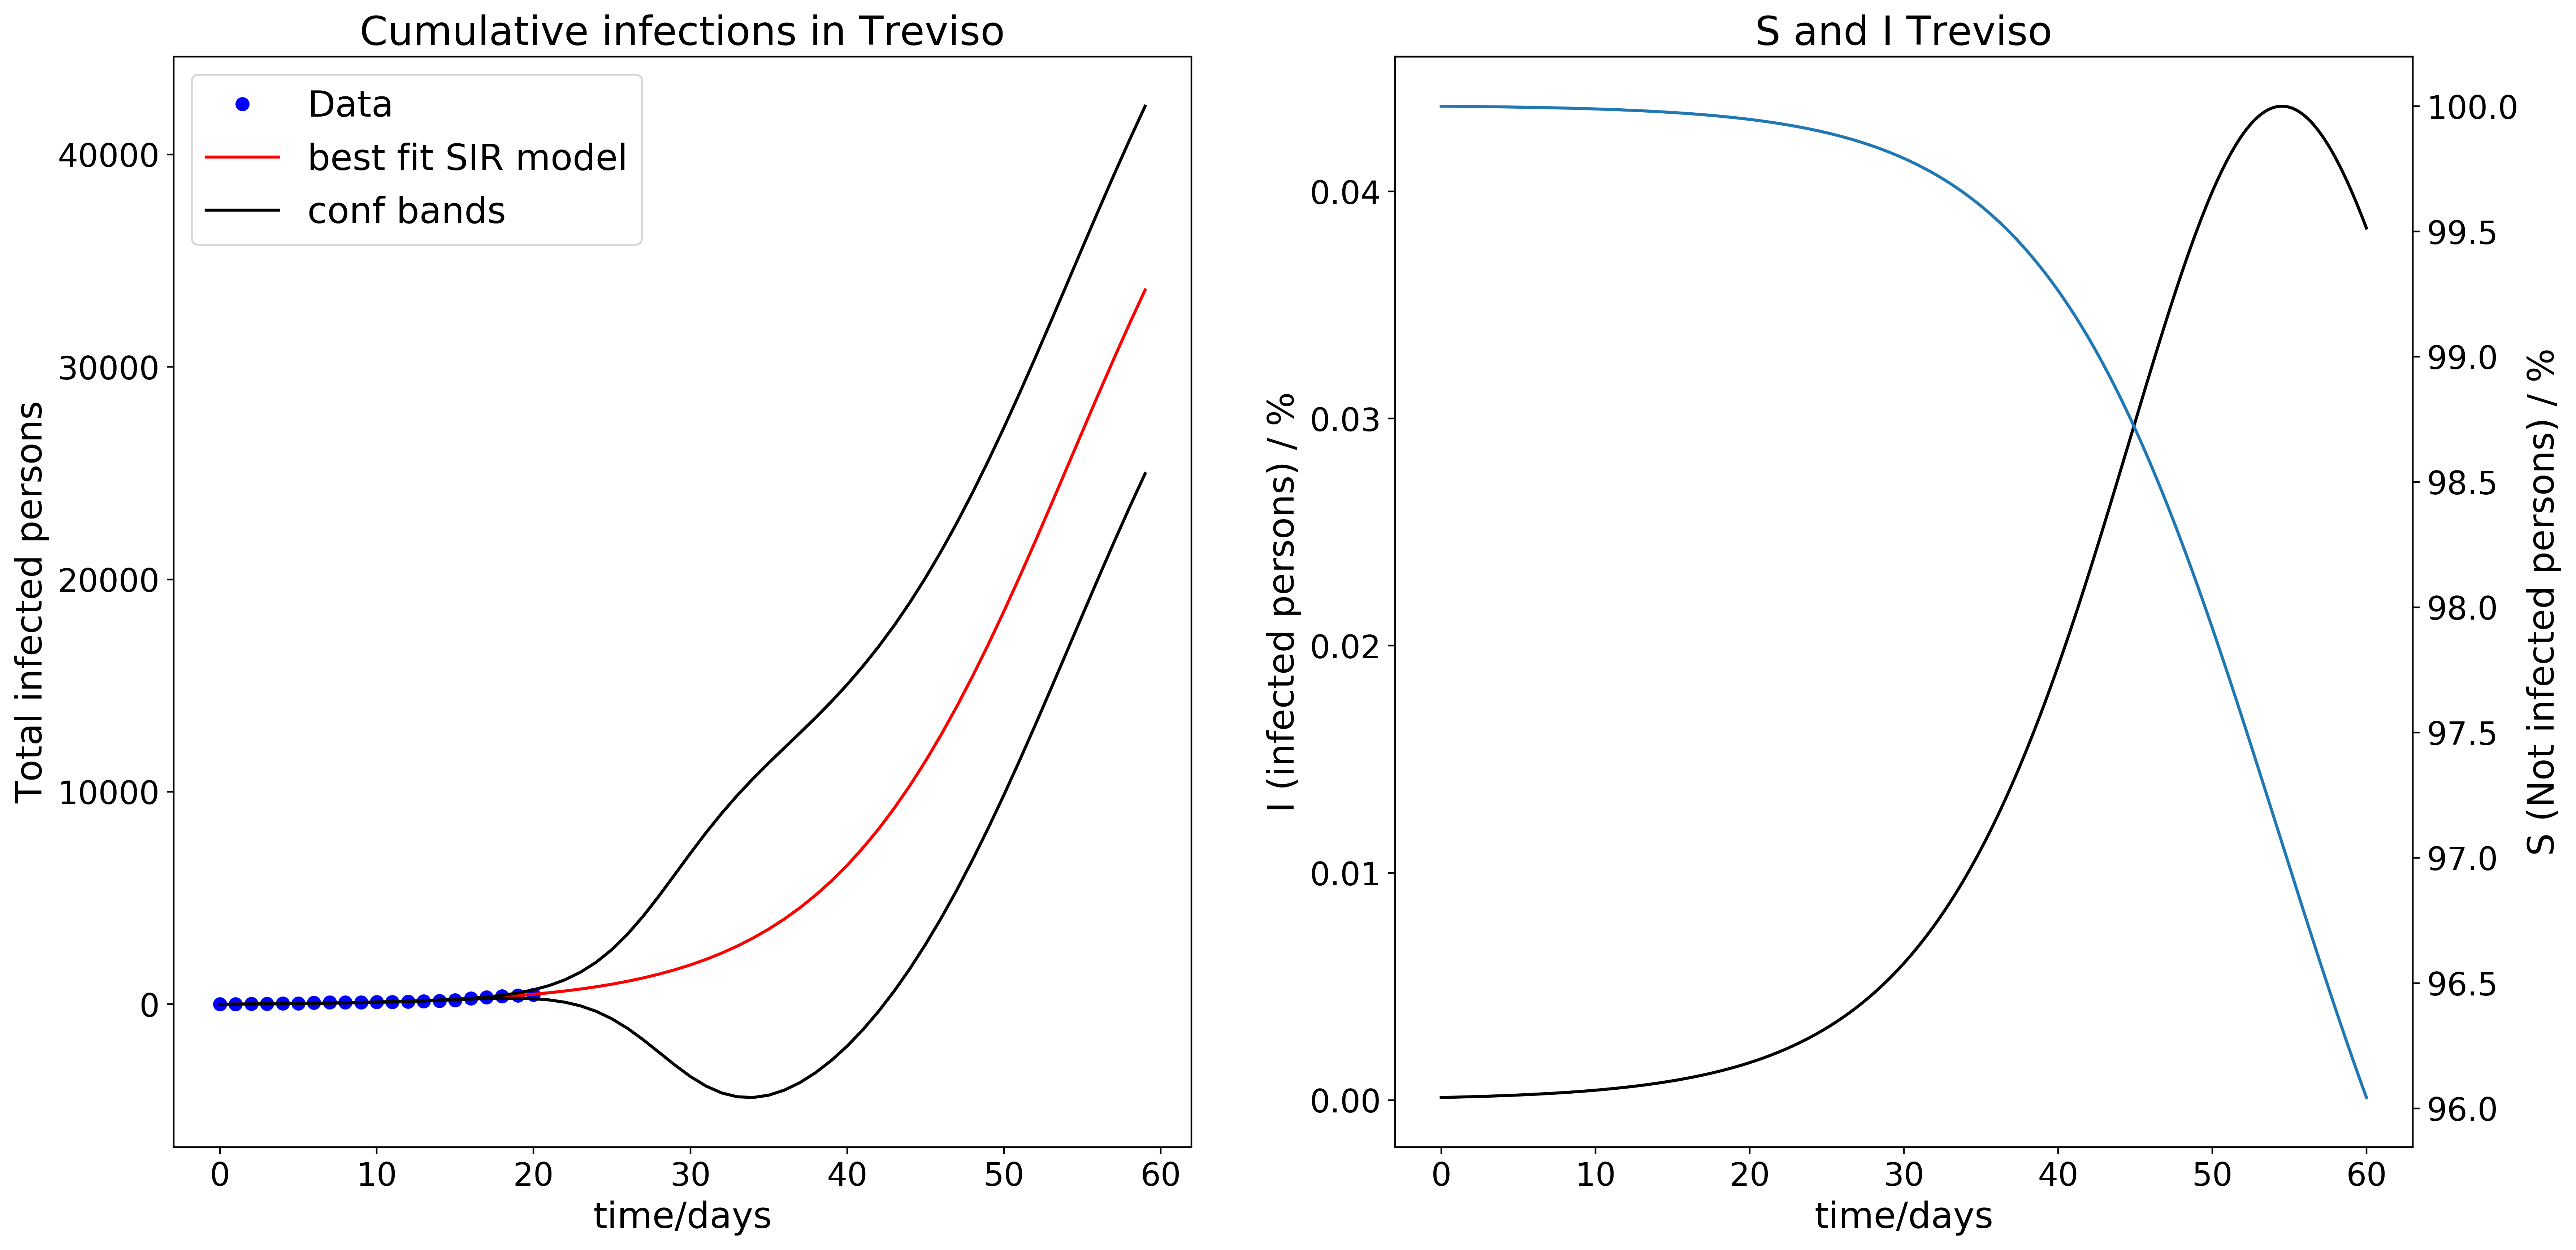 Cumulative infections in Treviso
Data
best fit SIR model
conf bands
Total infected persons
40000
30000
20000
10000
0
0 10 20 30 40 50 60
time/days
S and I Treviso
I (infected persons) / %
0.04
0.03
0.02
0.01
0.00
100.0
99.5
99.0
98.5
98.0
97.5
97.0
96.5
96.0
S (Not infected persons) / %
0 10 20 30 40 50 60
time/days